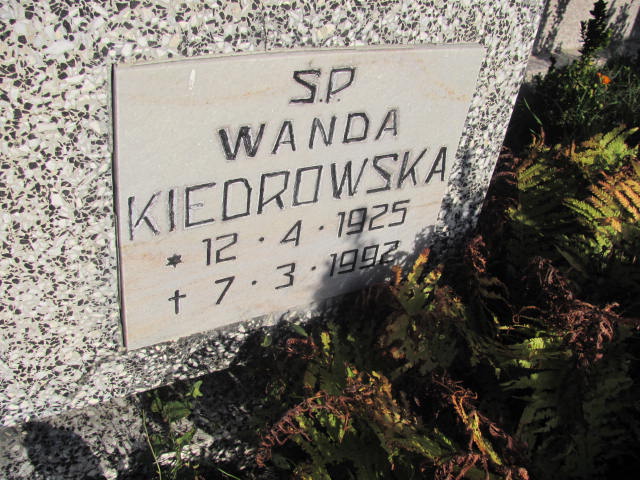 Ś.P.
WANDA
KIEDROWSKA
* 12 · 4 · 1925
† 7 · 3 · 1992